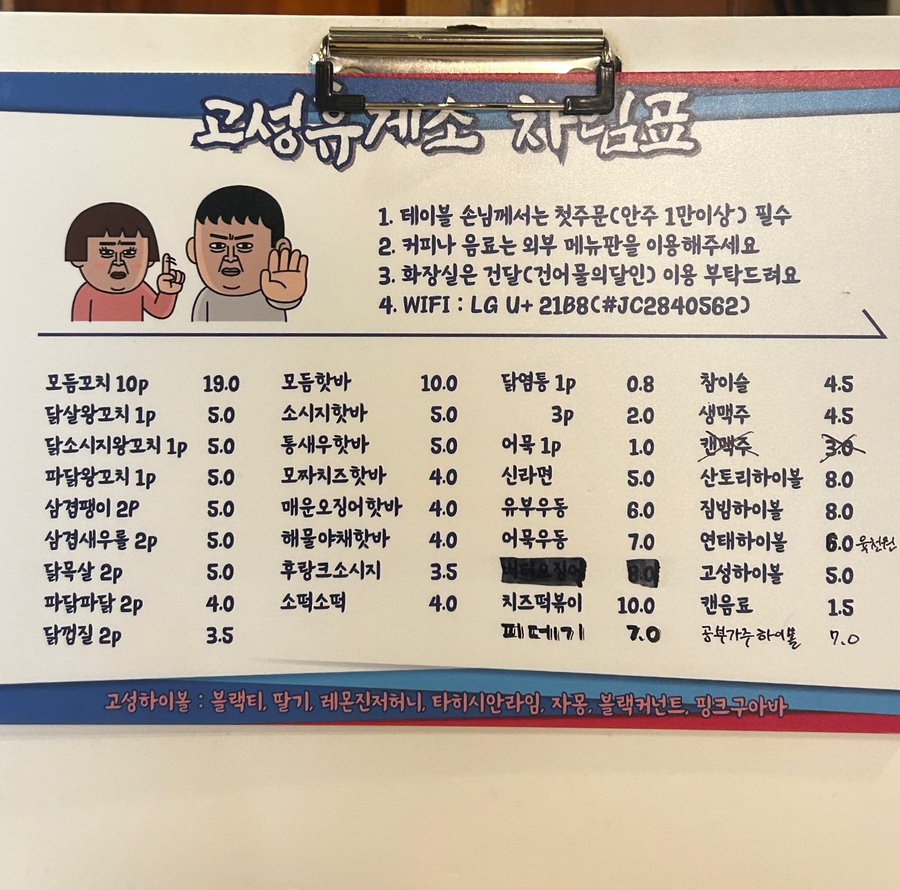 고성휴게소 차림표
1. 테이블 손님께서는 첫주문(안주 1만이상) 필수
2. 커피나 음료는 외부 메뉴판을 이용해주세요
3. 화장실은 건달(건어물의달인) 이용 부탁드려요
4. WIFI : LG U+ 21B8(#JC2840562)
모듬꼬치 10p 19.0
닭살왕꼬치 1p 5.0
닭소시지왕꼬치 1p 5.0
파닭왕꼬치 1p 5.0
삼겹팽이 2P 5.0
삼겹새우롤 2p 5.0
닭목살 2p 5.0
파닭파닭 2p 4.0
닭껍질 2p 3.5
모듬핫바 10.0
소시지핫바 5.0
통새우핫바 5.0
모짜치즈핫바 4.0
매운오징어핫바 4.0
해물야채핫바 4.0
후랑크소시지 3.5
소떡소떡 4.0
닭염통 1p 0.8
3p 2.0
어묵 1p 1.0
신라면 5.0
유부우동 6.0
어묵우동 7.0
치즈떡볶이 10.0
피데기 7.0
참이슬 4.5
생맥주 4.5
캔맥주 3.0
산토리하이볼 8.0
짐빔하이볼 8.0
연태하이볼 6.0 육천원
고성하이볼 5.0
캔음료 1.5
공부가주하이볼 7.0
고성하이볼 : 블랙티, 딸기, 레몬진저허니, 타히시안라임, 자몽, 블랙커넌트, 핑크구아바